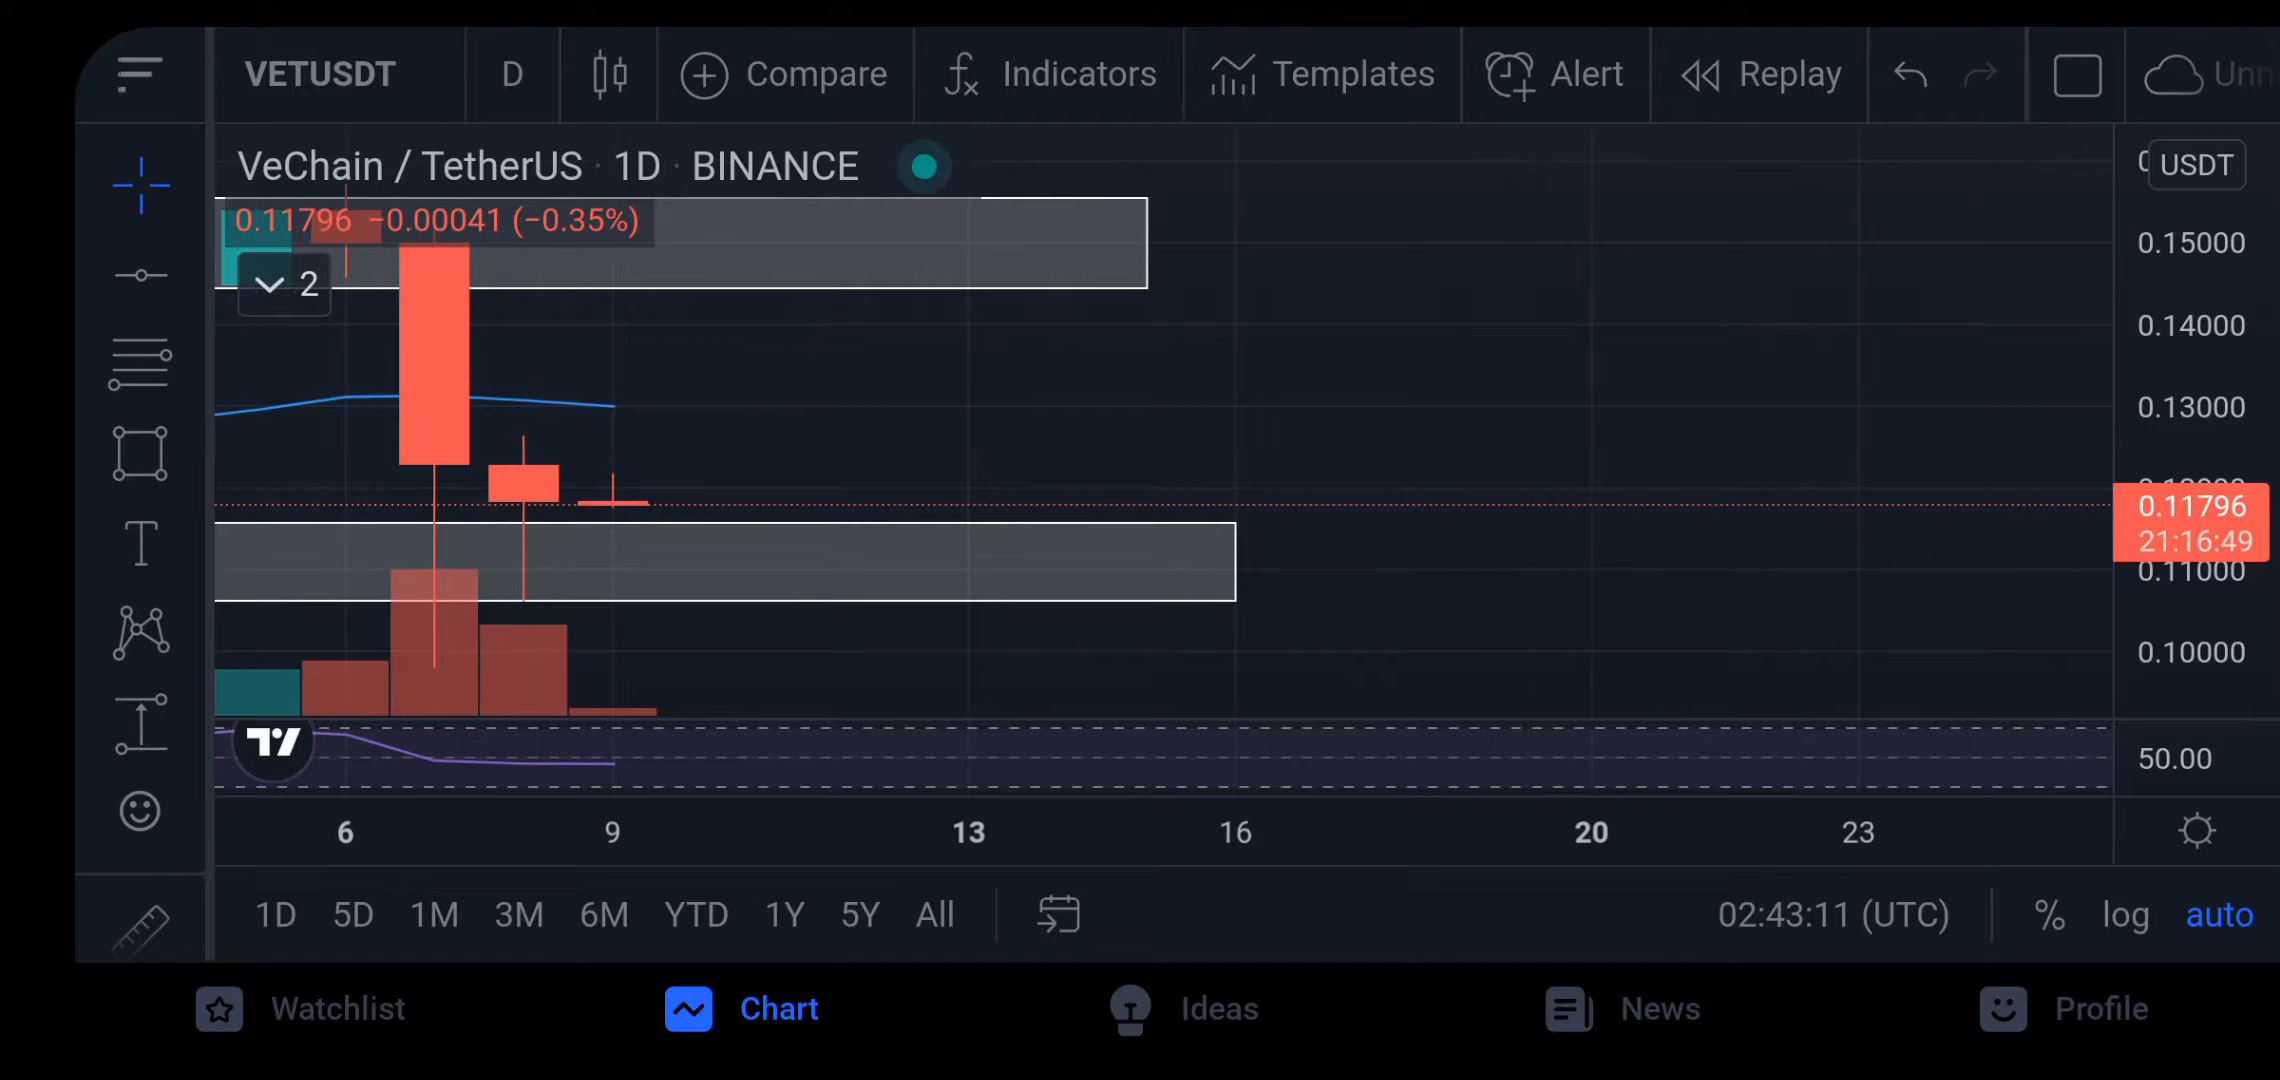 VETUSDT D Compare Indicators Templates Alert Replay
VeChain / TetherUS · 1D · BINANCE
USDT
0.11796 −0.00041 (−0.35%)
2
0.15000
0.14000
0.13000
0.11796
21:16:49
0.11000
0.10000
50.00
6 9 13 16 20 23
1D 5D 1M 3M 6M YTD 1Y 5Y All 02:43:11 (UTC) % log auto
Watchlist Chart Ideas News Profile